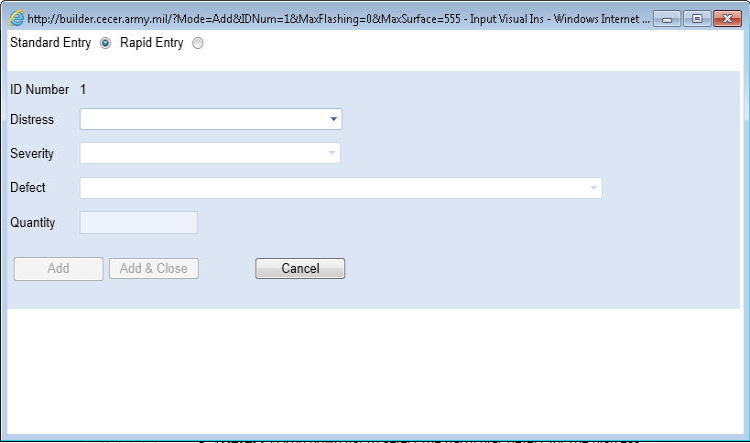 http://builder.cecer.army.mil/?Mode=Add&IDNum=1&MaxFlashing=0&MaxSurface=555 - Input Visual Ins - Windows Internet ...
Standard Entry Rapid Entry
ID Number 1
Distress
Severity
Defect
Quantity
Add Add & Close Cancel